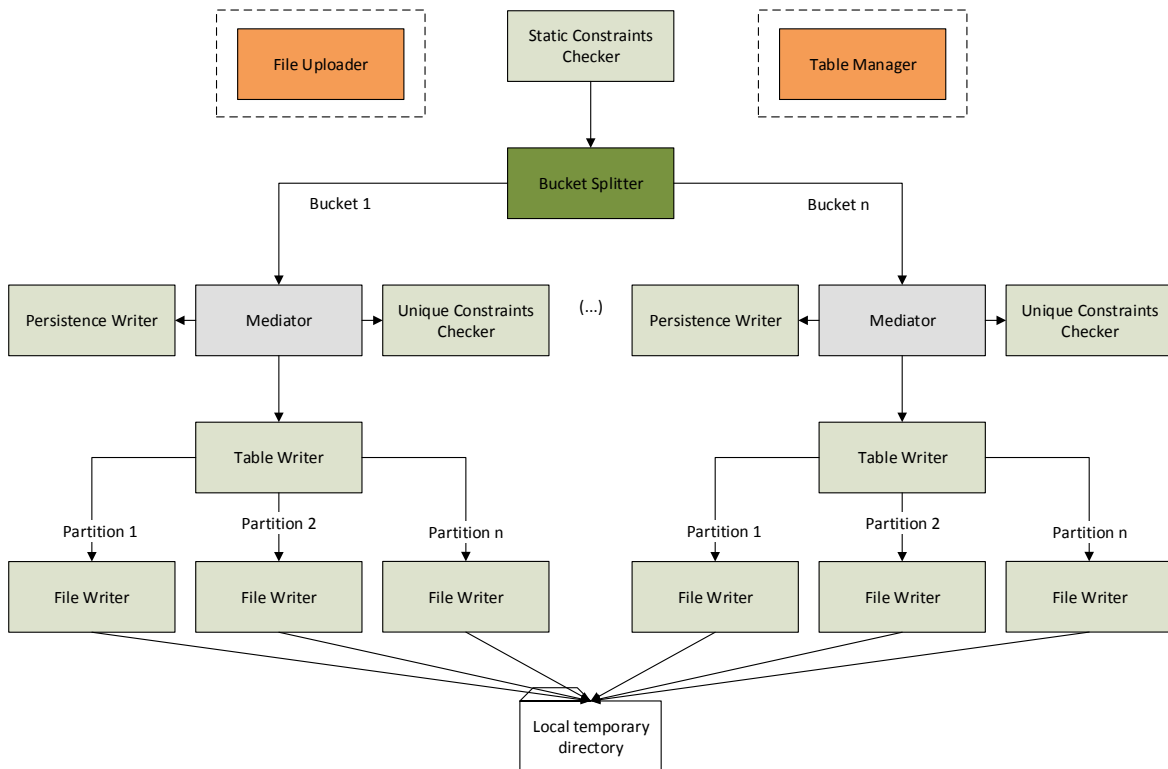 File Uploader
Static Constraints
Checker
Table Manager
Bucket Splitter
Bucket 1
Bucket n
Persistence Writer
Mediator
Unique Constraints
Checker
(...)
Persistence Writer
Mediator
Unique Constraints
Checker
Table Writer
Table Writer
Partition 1
Partition 2
Partition n
Partition 1
Partition 2
Partition n
File Writer
File Writer
File Writer
File Writer
File Writer
File Writer
Local temporary
directory